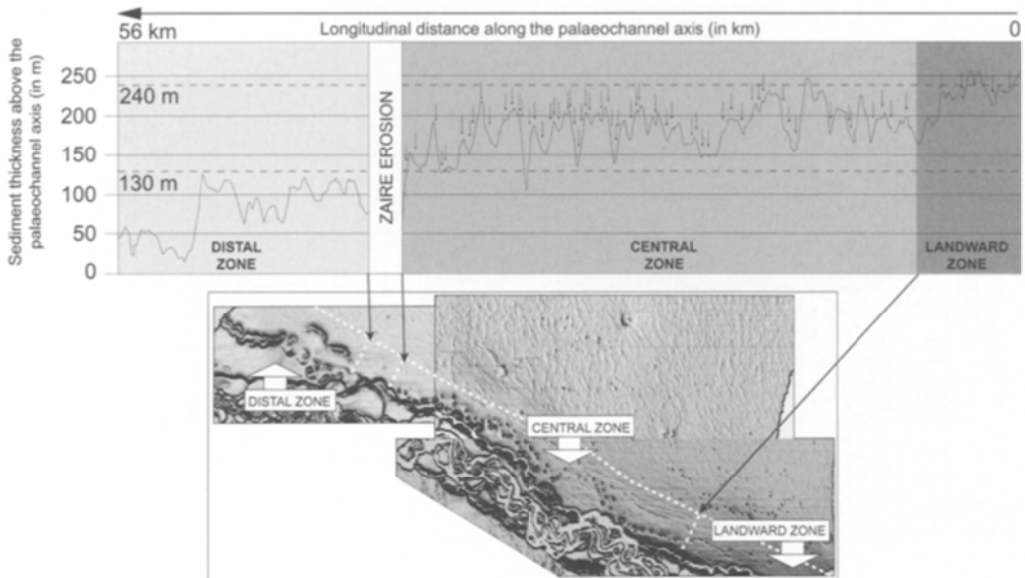 56 km
Longitudinal distance along the palaeochannel axis (in km)
0
Sediment thickness above the
palaeochannel axis (in m)
250
240 m
200
150
130 m
100
50
0
ZAIRE EROSION
DISTAL
ZONE
CENTRAL
ZONE
LANDWARD
ZONE
DISTAL ZONE
CENTRAL ZONE
LANDWARD ZONE